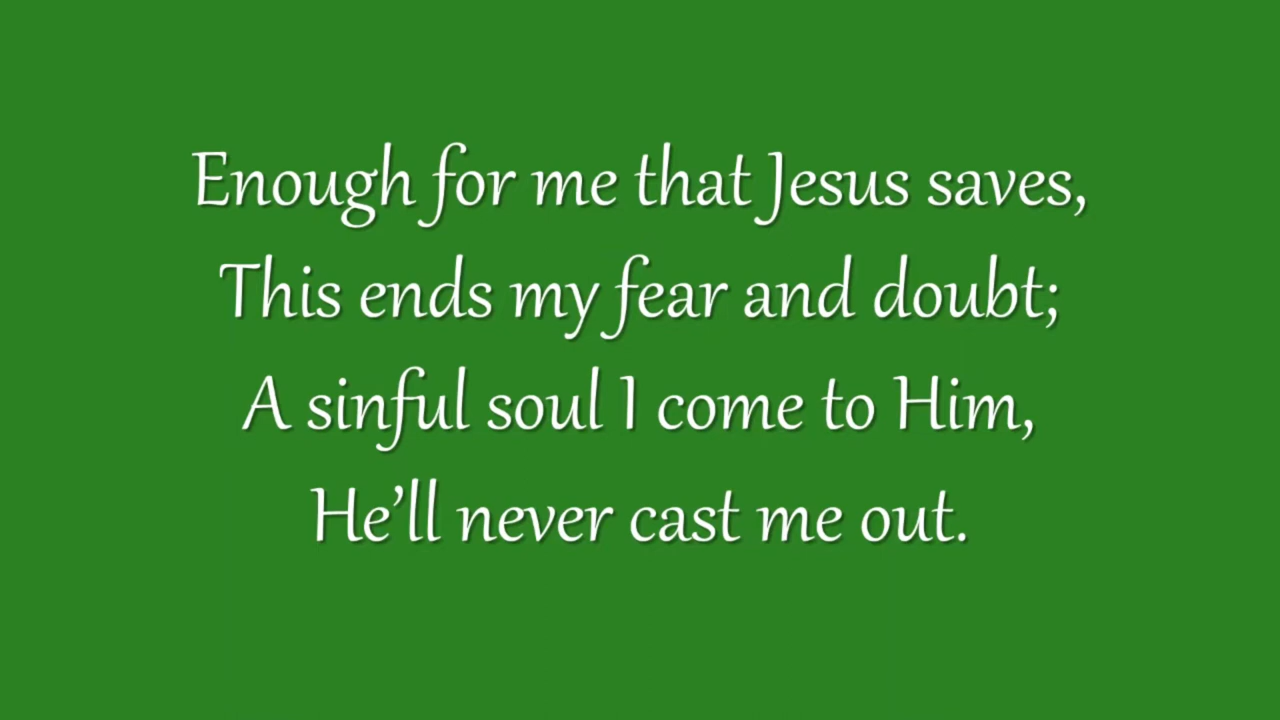 Enough for me that Jesus saves,
This ends my fear and doubt;
A sinful soul I come to Him,
He’ll never cast me out.